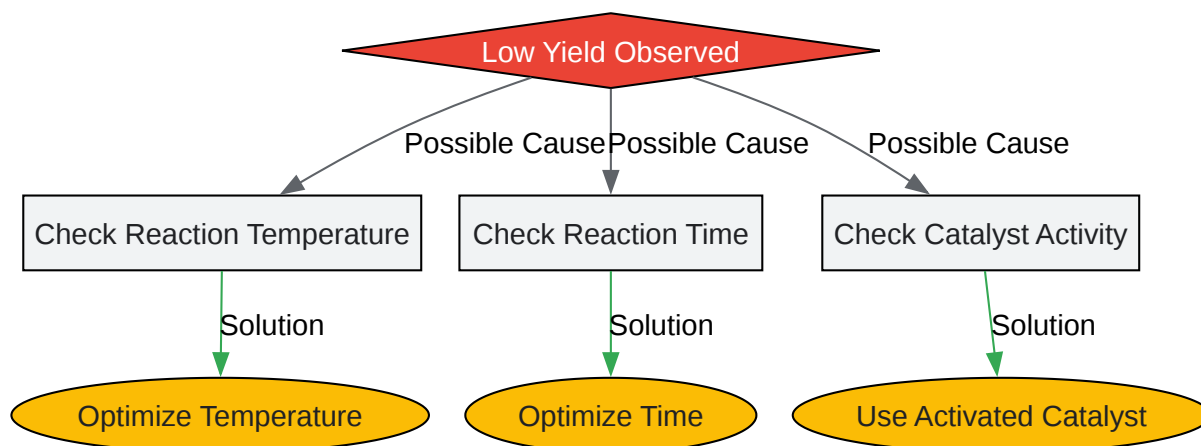 Low Yield Observed
Possible Cause
Possible Cause
Possible Cause
Check Reaction Temperature
Check Reaction Time
Check Catalyst Activity
Solution
Solution
Solution
Optimize Temperature
Optimize Time
Use Activated Catalyst